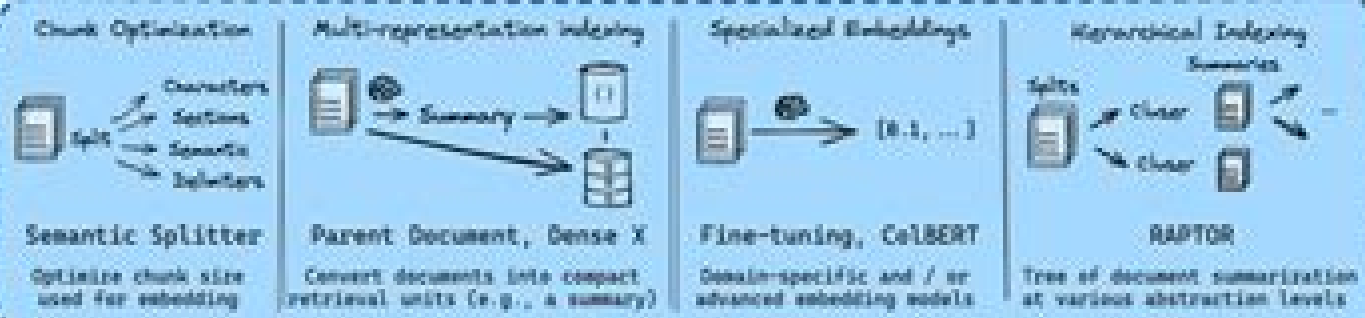 Chunk Optimization
Split
Characters
Sections
Semantic
Delimiters
Semantic Splitter
Optimize chunk size
used for embedding
Multi-representation indexing
Summary
Parent Document, Dense X
Convert documents into compact
retrieval units (e.g., a summary)
Specialized Embeddings
[0.1, ...]
Fine-tuning, ColBERT
Domain-specific and / or
advanced embedding models
Hierarchical Indexing
Summaries
Splits
Cluser
Cluser
...
RAPTOR
Tree of document summarization
at various abstraction levels